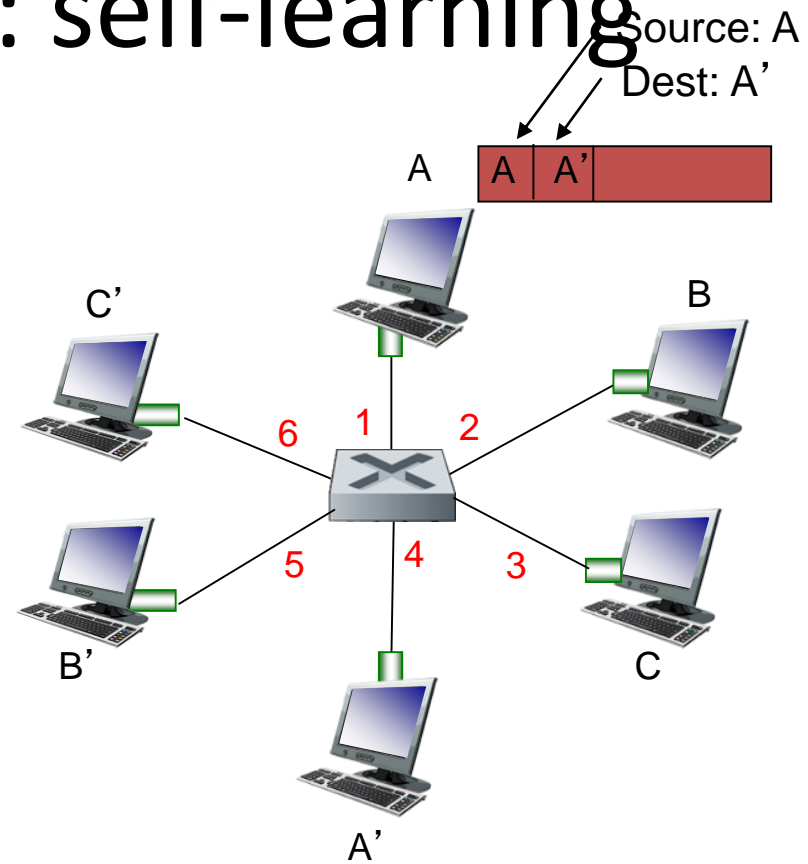 : self-learning
Source: A
Dest: A’
A
A A’
C’
B
6 1 2
5 4 3
B’
C
A’